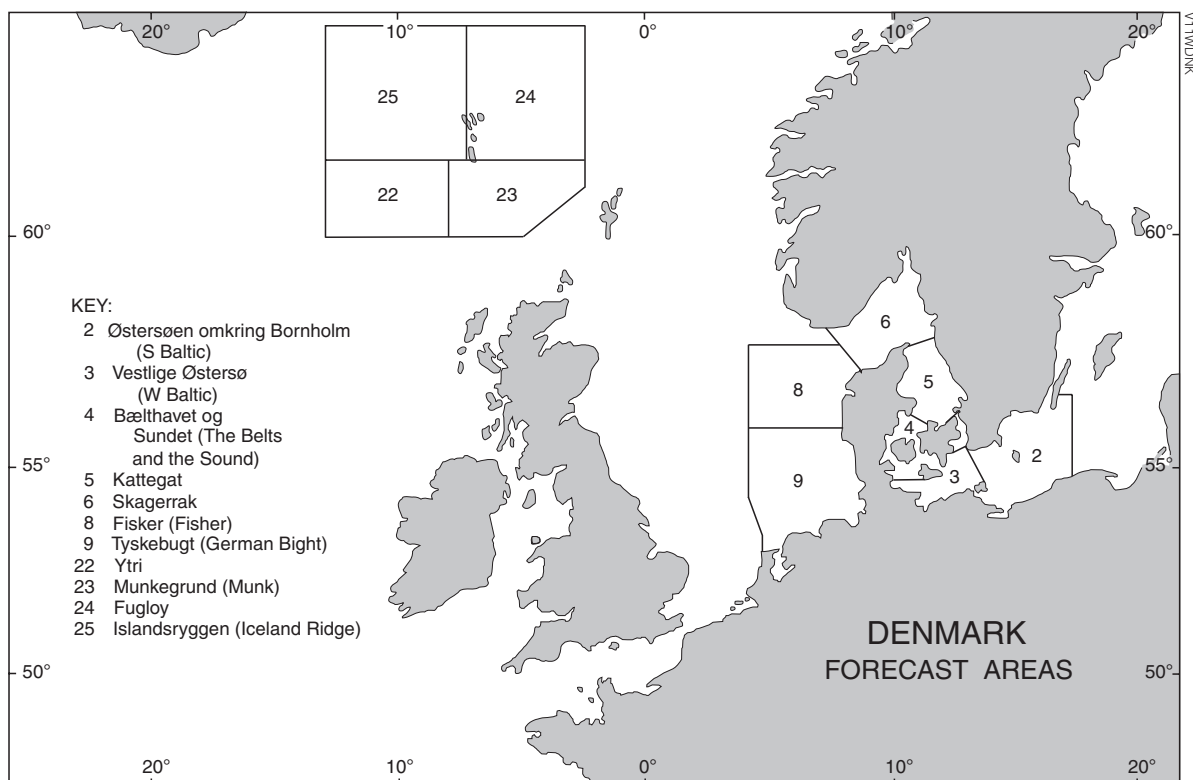 20°
10°
0°
10°
20°
VI1WDNK
25
24
22
23
60°
60°
KEY:
2 Østersøen omkring Bornholm
(S Baltic)
3 Vestlige Østersø
(W Baltic)
4 Bælthavet og
Sundet (The Belts
and the Sound)
5 Kattegat
6 Skagerrak
8 Fisker (Fisher)
9 Tyskebugt (German Bight)
22 Ytri
23 Munkegrund (Munk)
24 Fugloy
25 Islandsryggen (Iceland Ridge)
6
8
5
4
2
3
9
55°
55°
DENMARK
FORECAST AREAS
50°
50°
20°
10°
0°
10°
20°